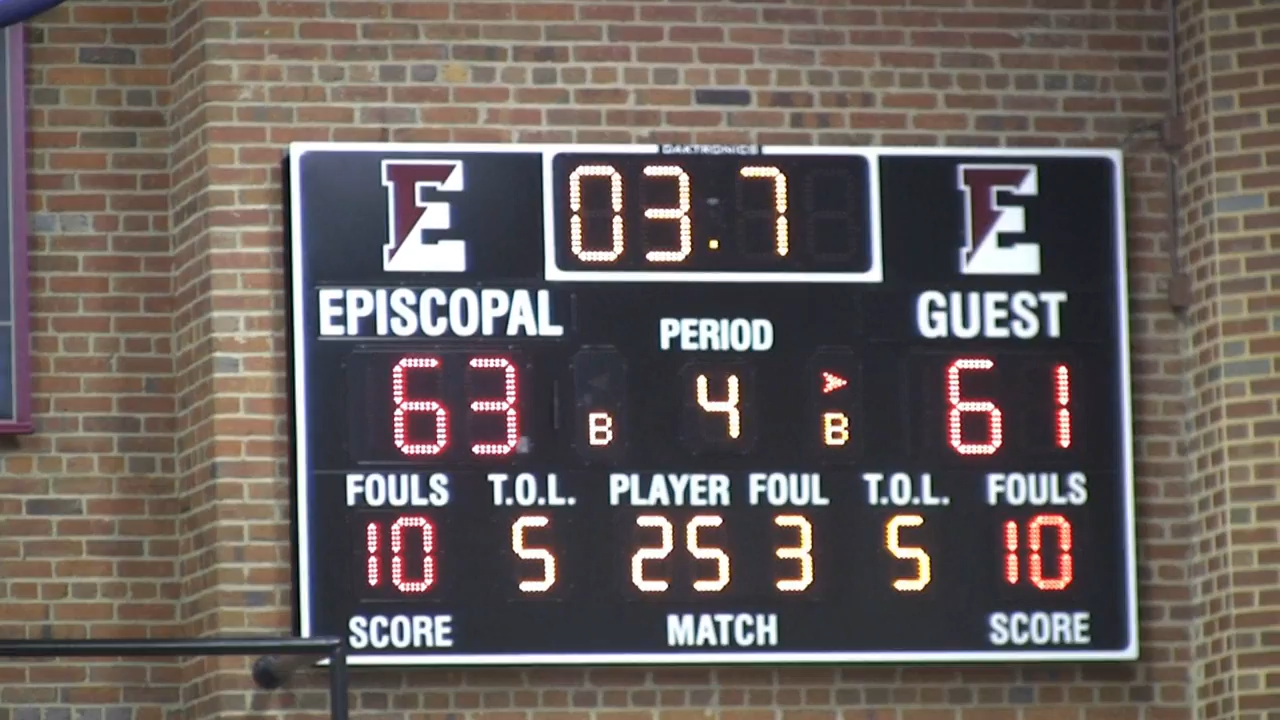 DAKTRONICS
E 03.7 E
EPISCOPAL GUEST
PERIOD
63 B 4 B 61
FOULS T.O.L. PLAYER FOUL T.O.L. FOULS
10 5 25 3 5 10
SCORE MATCH SCORE